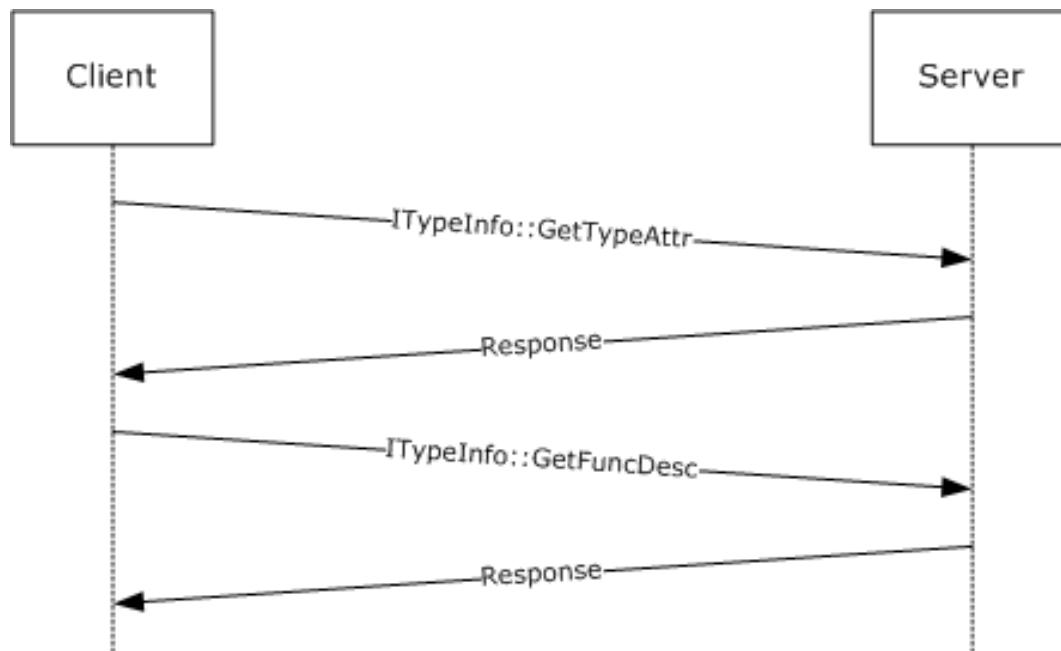 Client
Server
ITypeInfo::GetTypeAttr
Response
ITypeInfo::GetFuncDesc
Response